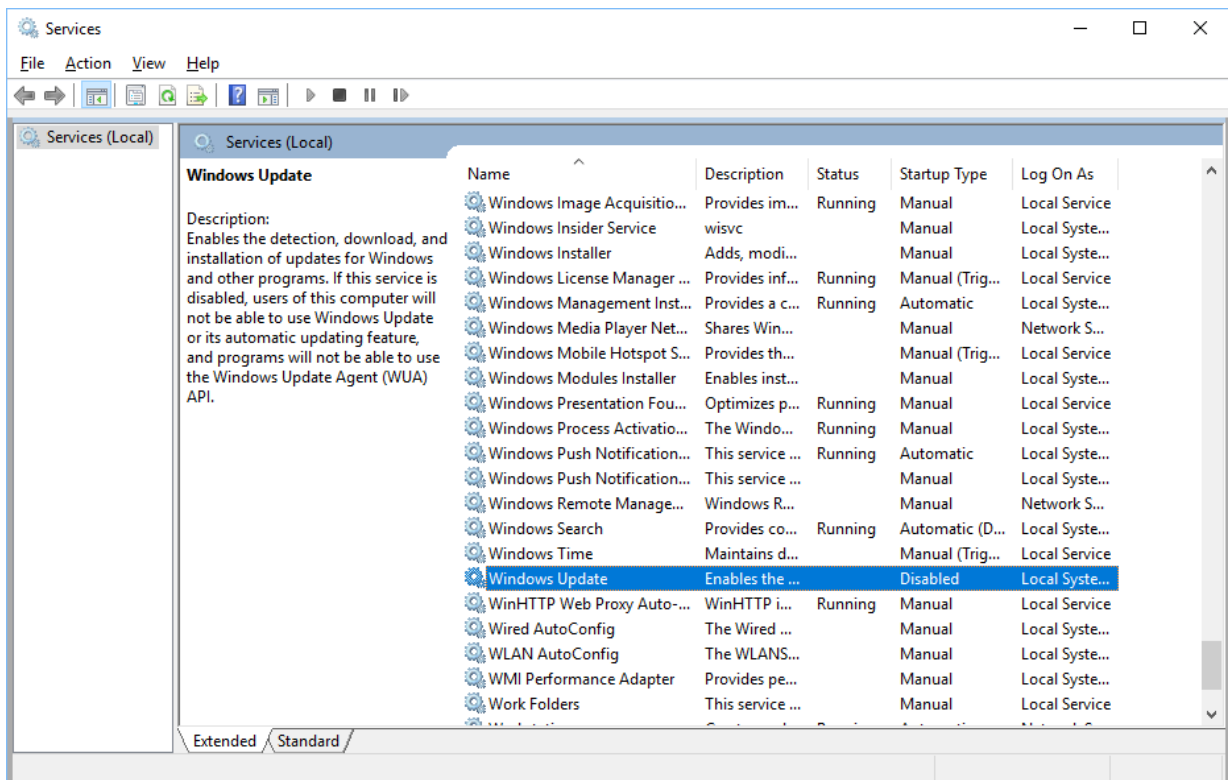 Services
File Action View Help
Services (Local)
Services (Local)
Windows Update
Description:
Enables the detection, download, and
installation of updates for Windows
and other programs. If this service is
disabled, users of this computer will
not be able to use Windows Update
or its automatic updating feature,
and programs will not be able to use
the Windows Update Agent (WUA)
API.
Name Description Status Startup Type Log On As
Windows Image Acquisitio... Provides im... Running Manual Local Service
Windows Insider Service wisvc Manual Local Syste...
Windows Installer Adds, modi... Manual Local Syste...
Windows License Manager ... Provides inf... Running Manual (Trig... Local Service
Windows Management Inst... Provides a c... Running Automatic Local Syste...
Windows Media Player Net... Shares Win... Manual Network S...
Windows Mobile Hotspot S... Provides th... Manual (Trig... Local Service
Windows Modules Installer Enables inst... Manual Local Syste...
Windows Presentation Fou... Optimizes p... Running Manual Local Service
Windows Process Activatio... The Windo... Running Manual Local Syste...
Windows Push Notification... This service ... Running Automatic Local Syste...
Windows Push Notification... This service ... Manual Local Syste...
Windows Remote Manage... Windows R... Manual Network S...
Windows Search Provides co... Running Automatic (D... Local Syste...
Windows Time Maintains d... Manual (Trig... Local Service
Windows Update Enables the ... Disabled Local Syste...
WinHTTP Web Proxy Auto-... WinHTTP i... Running Manual Local Service
Wired AutoConfig The Wired ... Manual Local Syste...
WLAN AutoConfig The WLANS... Manual Local Syste...
WMI Performance Adapter Provides pe... Manual Local Syste...
Work Folders This service ... Manual Local Service
Extended Standard